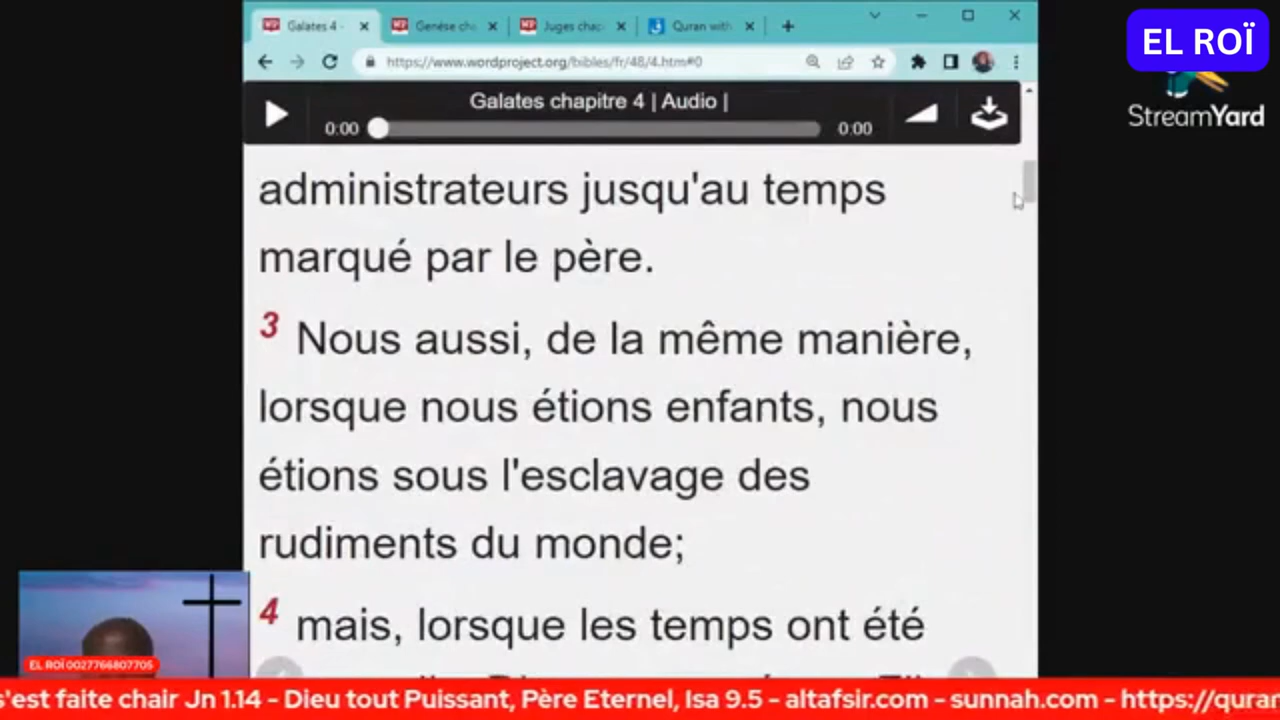 Galates 4 -
Genèse ch
Juges chac
Quran with
EL ROÏ
https://www.wordproject.org/bibles/fr/48/4.htm#0
StreamYard
Galates chapitre 4 | Audio |
0:00
0:00
administrateurs jusqu'au temps
marqué par le père.
3 Nous aussi, de la même manière,
lorsque nous étions enfants, nous
étions sous l'esclavage des
rudiments du monde;
4 mais, lorsque les temps ont été
EL ROÏ 0027766807705
s'est faite chair Jn 1.14 - Dieu tout Puissant, Père Eternel, Isa 9.5 - altafsir.com - sunnah.com - https://quran